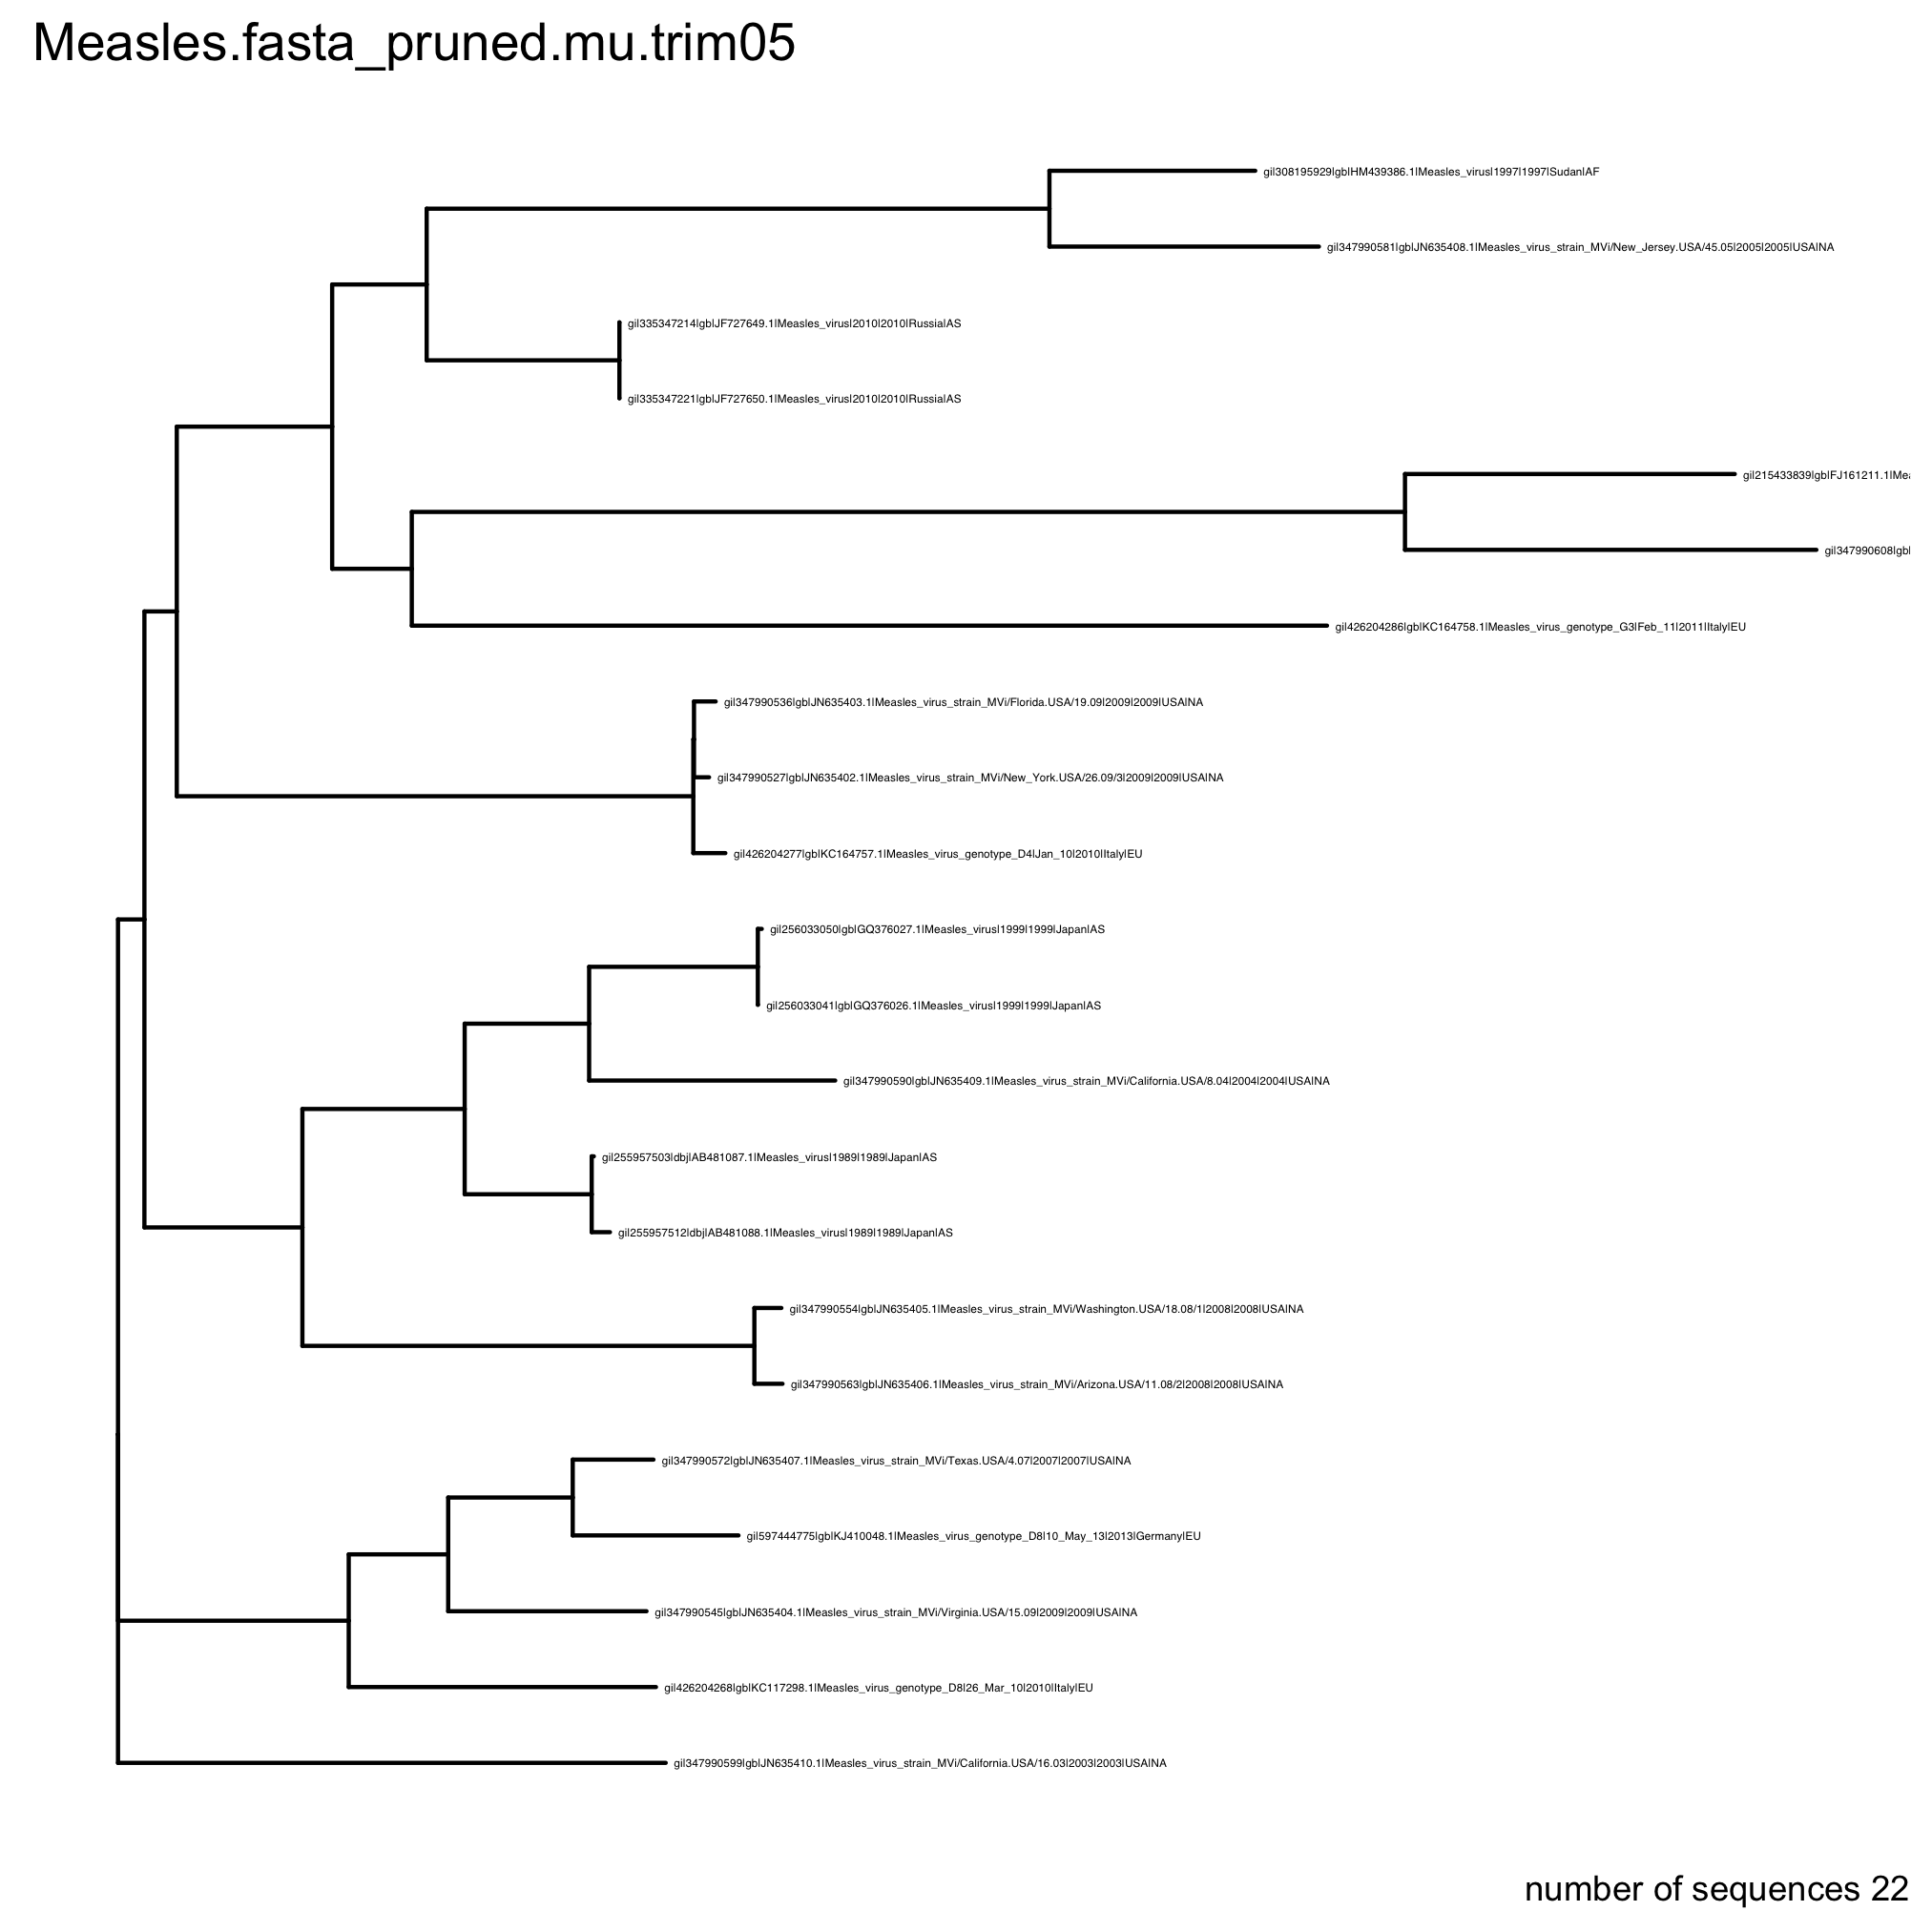 Measles.fasta_pruned.mu.trim05
gi|308195929|gb|HM439386.1|Measles_virus|1997|1997|Sudan|AF
gi|347990581|gb|JN635408.1|Measles_virus_strain_MVi/New_Jersey.USA/45.05|2005|2005|USA|NA
gi|335347214|gb|JF727649.1|Measles_virus|2010|2010|Russia|AS
gi|335347221|gb|JF727650.1|Measles_virus|2010|2010|Russia|AS
gi|215433839|gb|FJ161211.1|Mea
gi|347990608|gb|
gi|426204286|gb|KC164758.1|Measles_virus_genotype_G3|Feb_11|2011|Italy|EU
gi|347990536|gb|JN635403.1|Measles_virus_strain_MVi/Florida.USA/19.09|2009|2009|USA|NA
gi|347990527|gb|JN635402.1|Measles_virus_strain_MVi/New_York.USA/26.09/3|2009|2009|USA|NA
gi|426204277|gb|KC164757.1|Measles_virus_genotype_D4|Jan_10|2010|Italy|EU
gi|256033050|gb|GQ376027.1|Measles_virus|1999|1999|Japan|AS
gi|256033041|gb|GQ376026.1|Measles_virus|1999|1999|Japan|AS
gi|347990590|gb|JN635409.1|Measles_virus_strain_MVi/California.USA/8.04|2004|2004|USA|NA
gi|255957503|dbj|AB481087.1|Measles_virus|1989|1989|Japan|AS
gi|255957512|dbj|AB481088.1|Measles_virus|1989|1989|Japan|AS
gi|347990554|gb|JN635405.1|Measles_virus_strain_MVi/Washington.USA/18.08/1|2008|2008|USA|NA
gi|347990563|gb|JN635406.1|Measles_virus_strain_MVi/Arizona.USA/11.08/2|2008|2008|USA|NA
gi|347990572|gb|JN635407.1|Measles_virus_strain_MVi/Texas.USA/4.07|2007|2007|USA|NA
gi|597444775|gb|KJ410048.1|Measles_virus_genotype_D8|10_May_13|2013|Germany|EU
gi|347990545|gb|JN635404.1|Measles_virus_strain_MVi/Virginia.USA/15.09|2009|2009|USA|NA
gi|426204268|gb|KC117298.1|Measles_virus_genotype_D8|26_Mar_10|2010|Italy|EU
gi|347990599|gb|JN635410.1|Measles_virus_strain_MVi/California.USA/16.03|2003|2003|USA|NA
number of sequences 22